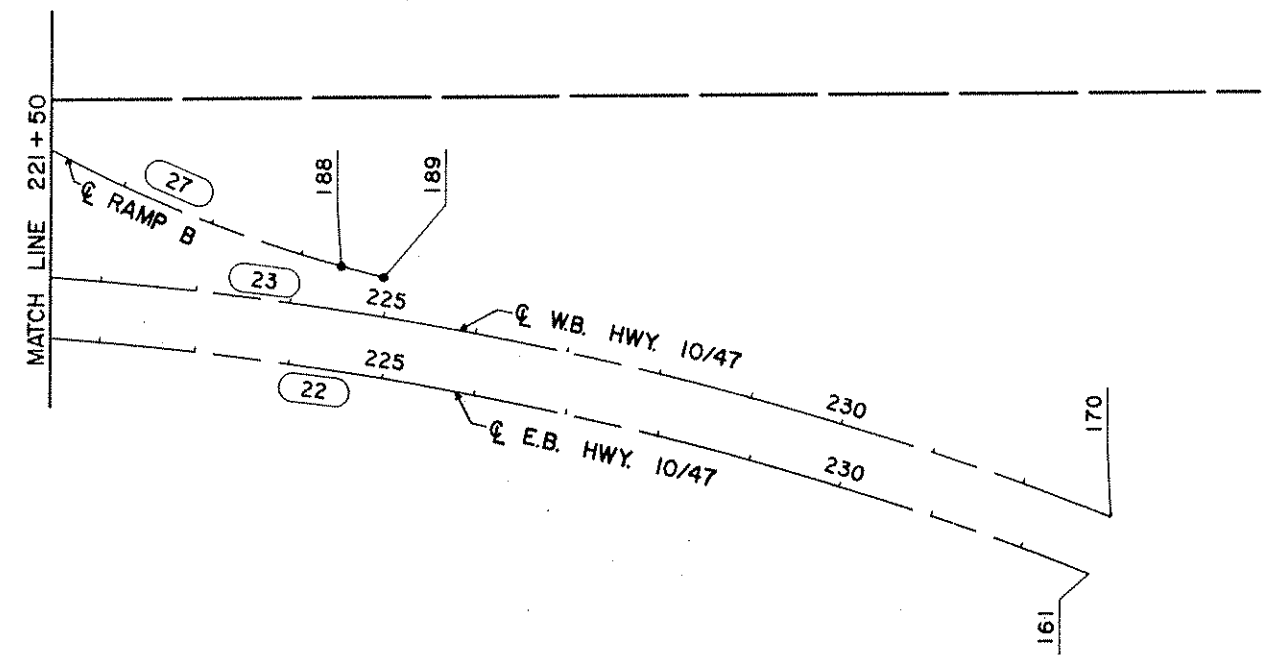 MATCH LINE 221 + 50
27
℄ RAMP B
188
189
23
225
℄ W.B. HWY. 10/47
230
170
22
225
℄ E.B. HWY. 10/47
230
161